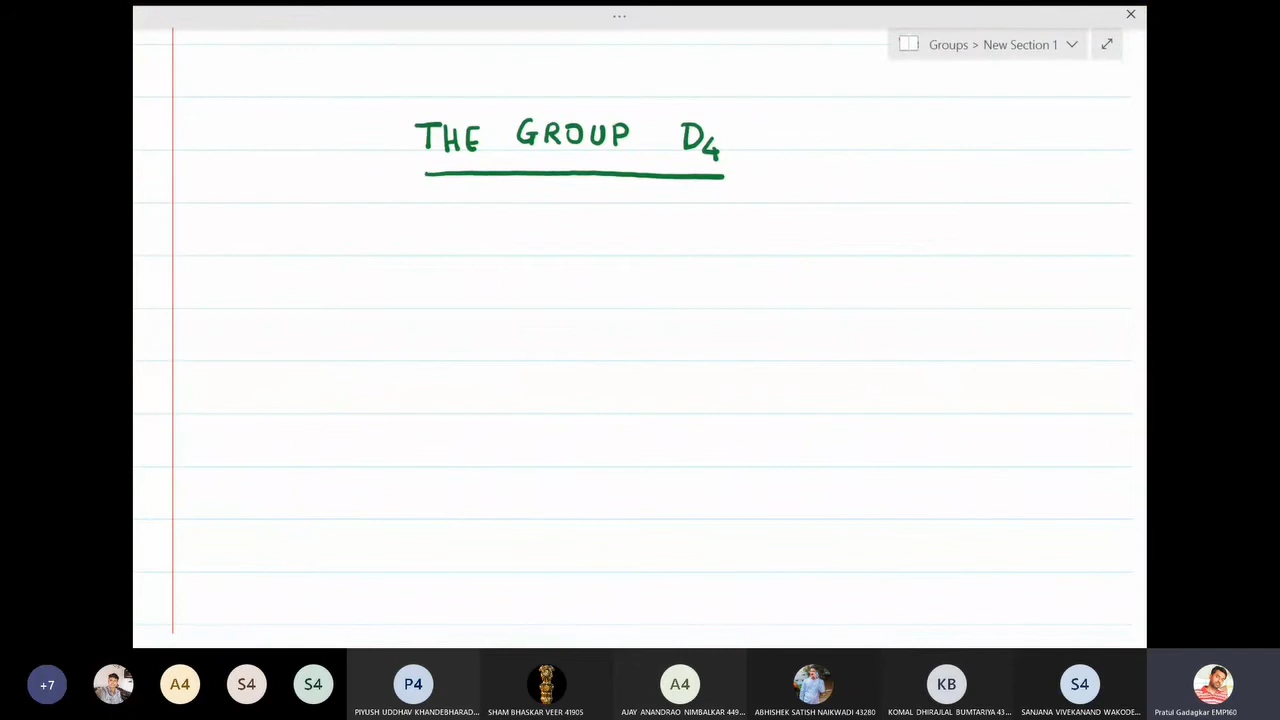 ...
Groups > New Section 1
THE GROUP D4
+7
A4
S4
S4
P4
A4
KB
S4
PIYUSH UDDHAV KHANDEBHARAD...
SHAM BHASKAR VEER 41905
AJAY ANANDRAO NIMBALKAR 449...
ABHISHEK SATISH NAIKWADI 43280
KOMAL DHIRAJLAL BUMTARIYA 43...
SANJANA VIVEKANAND WAKODE...
Pratul Gadagkar EMP160